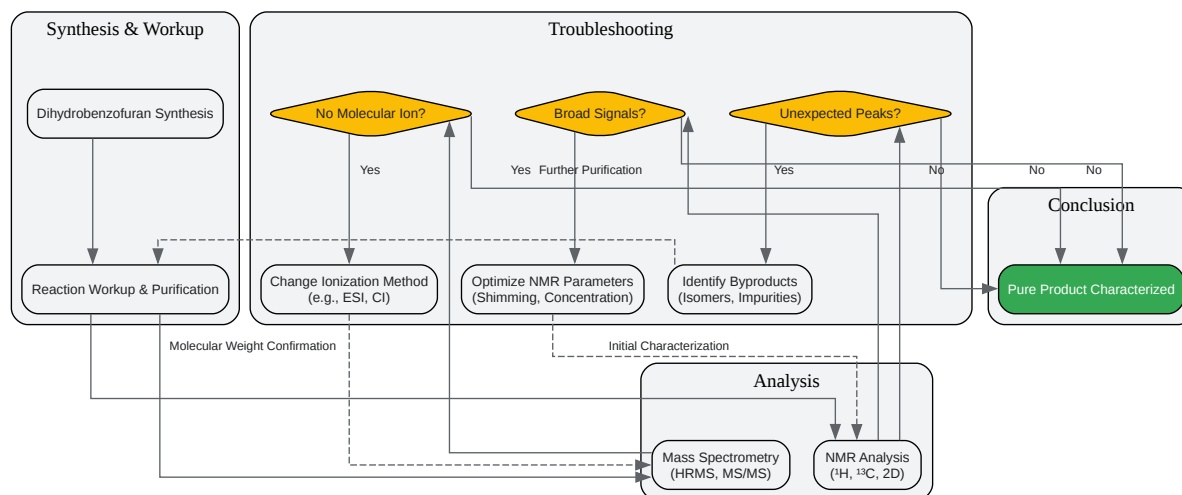 Synthesis & Workup
Troubleshooting
Dihydrobenzofuran Synthesis
No Molecular Ion?
Broad Signals?
Unexpected Peaks?
Yes
Yes
Further Purification
Yes
No
No
No
Conclusion
Reaction Workup & Purification
Change Ionization Method
(e.g., ESI, CI)
Optimize NMR Parameters
(Shimming, Concentration)
Identify Byproducts
(Isomers, Impurities)
Pure Product Characterized
Molecular Weight Confirmation
Initial Characterization
Analysis
Mass Spectrometry
(HRMS, MS/MS)
NMR Analysis
(¹H, ¹³C, 2D)